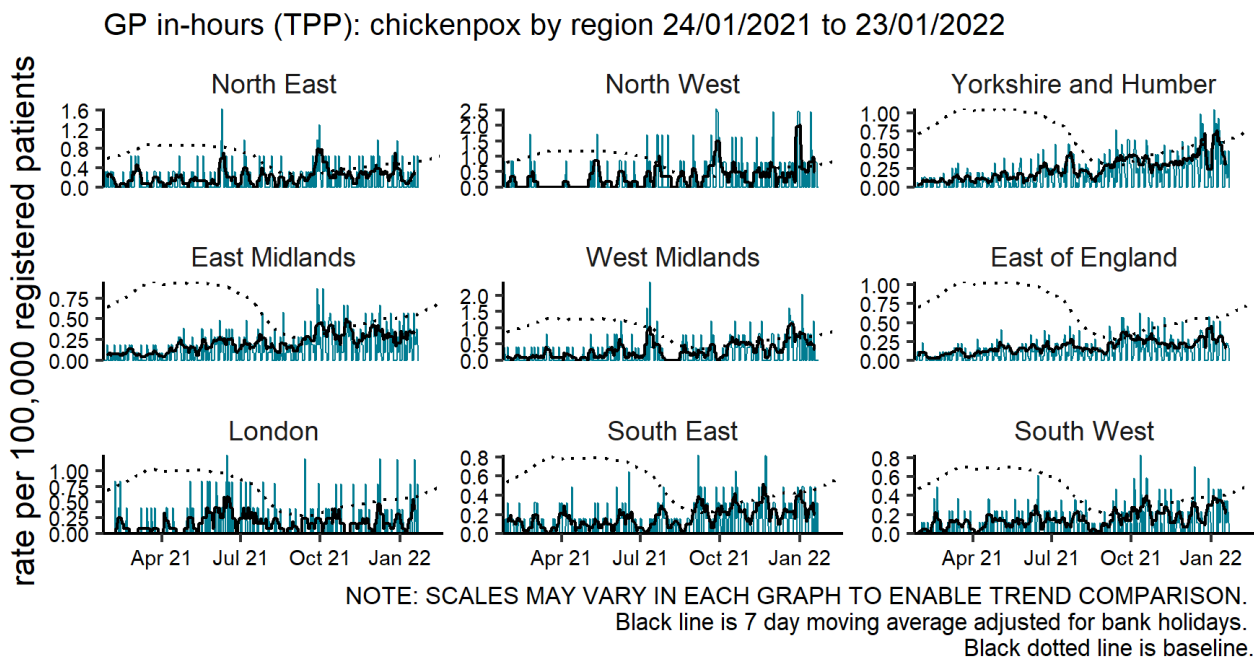 GP in-hours (TPP): chickenpox by region 24/01/2021 to 23/01/2022
rate per 100,000 registered patients
North East
1.6
1.2
0.8
0.4
0.0
North West
2.5
2.0
1.5
1.0
0.5
0.0
Yorkshire and Humber
1.00
0.75
0.50
0.25
0.00
East Midlands
0.75
0.50
0.25
0.00
West Midlands
2.0
1.5
1.0
0.5
0.0
East of England
1.00
0.75
0.50
0.25
0.00
London
1.00
0.75
0.50
0.25
0.00
South East
0.8
0.6
0.4
0.2
0.0
South West
0.8
0.6
0.4
0.2
0.0
Apr 21 Jul 21 Oct 21 Jan 22
Apr 21 Jul 21 Oct 21 Jan 22
Apr 21 Jul 21 Oct 21 Jan 22
NOTE: SCALES MAY VARY IN EACH GRAPH TO ENABLE TREND COMPARISON.
Black line is 7 day moving average adjusted for bank holidays.
Black dotted line is baseline.